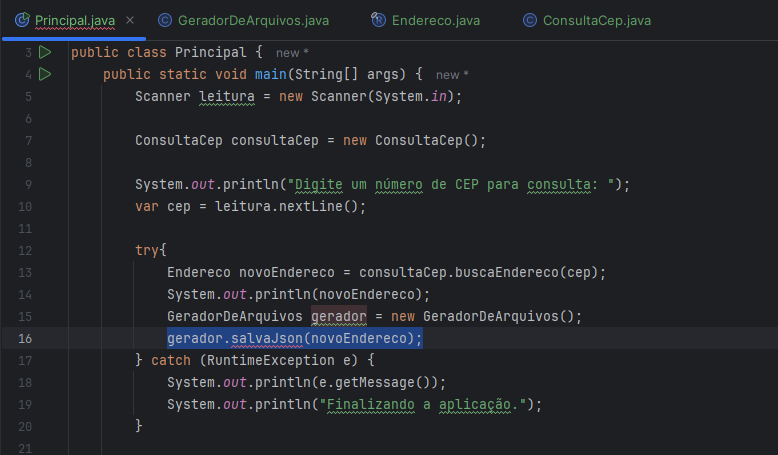 Principal.java × GeradorDeArquivos.java Endereco.java ConsultaCep.java
3 public class Principal { new *
4 public static void main(String[] args) { new *
5 Scanner leitura = new Scanner(System.in);
6
7 ConsultaCep consultaCep = new ConsultaCep();
8
9 System.out.println("Digite um número de CEP para consulta: ");
10 var cep = leitura.nextLine();
11
12 try{
13 Endereco novoEndereco = consultaCep.buscaEndereco(cep);
14 System.out.println(novoEndereco);
15 GeradorDeArquivos gerador = new GeradorDeArquivos();
16 gerador.salvaJson(novoEndereco);
17 } catch (RuntimeException e) {
18 System.out.println(e.getMessage());
19 System.out.println("Finalizando a aplicação.");
20 }
21